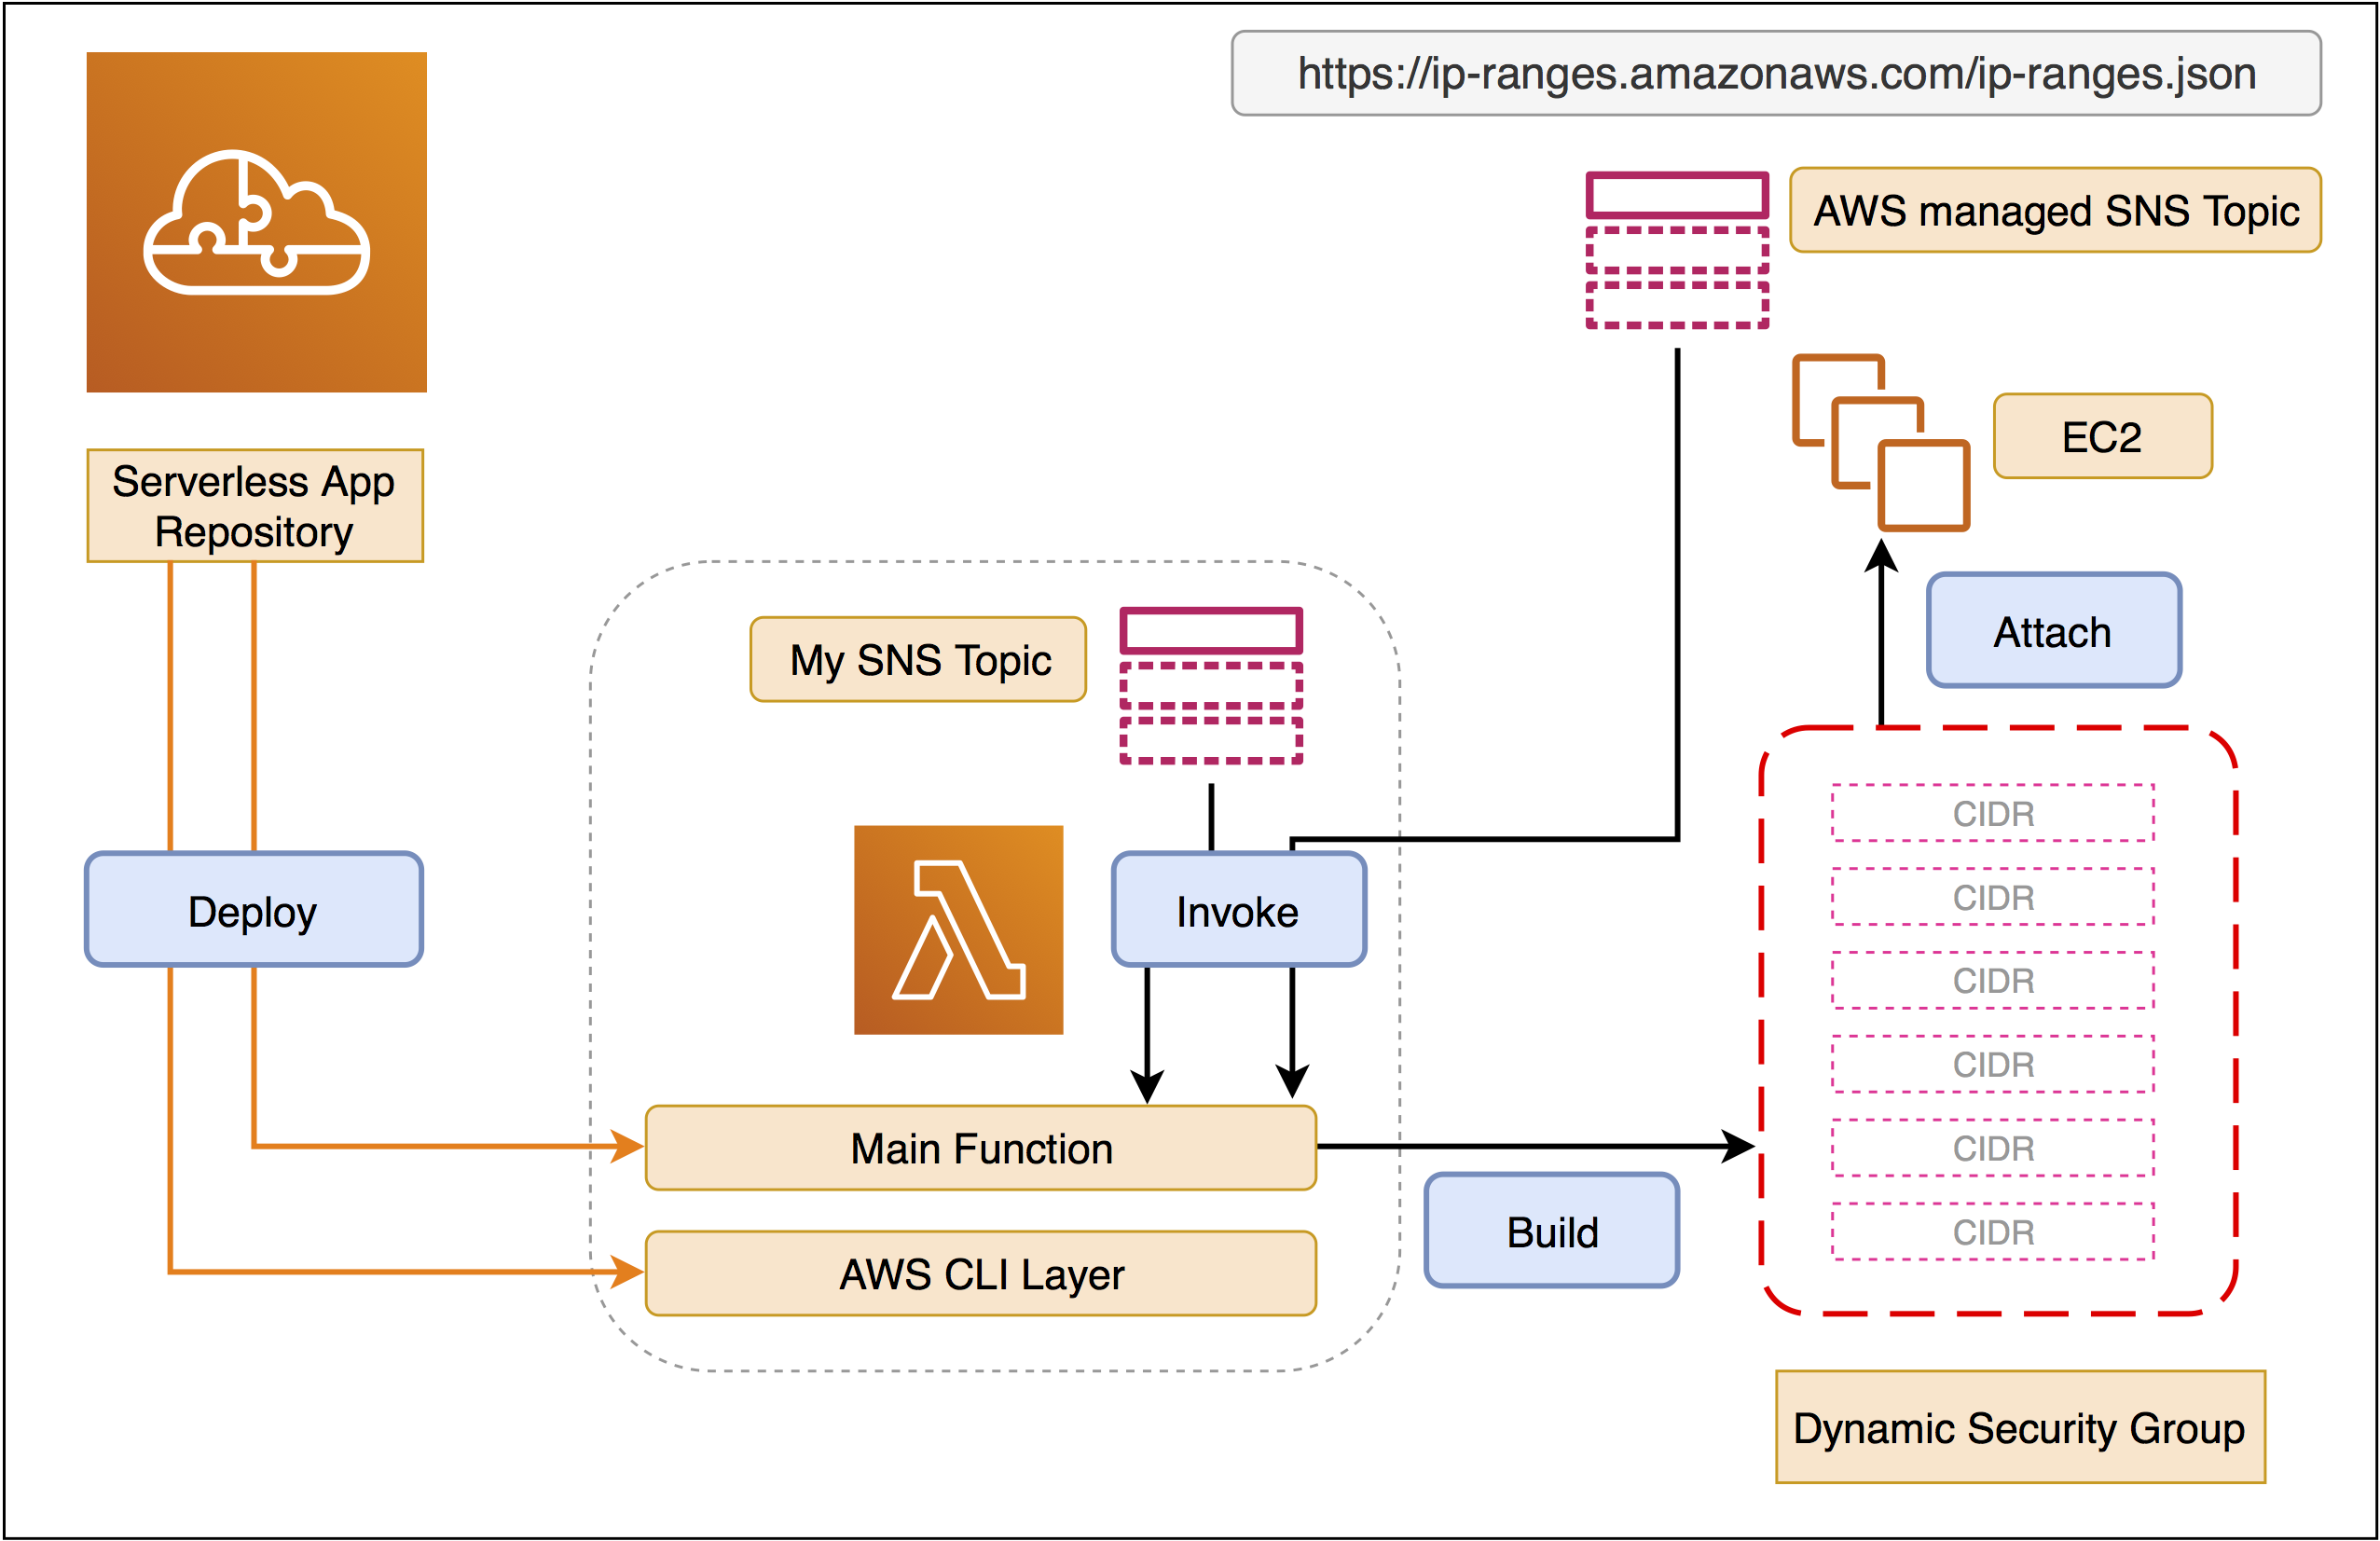 https://ip-ranges.amazonaws.com/ip-ranges.json
AWS managed SNS Topic
EC2
Serverless App
Repository
My SNS Topic
Attach
CIDR
CIDR
CIDR
CIDR
CIDR
CIDR
Deploy
Invoke
Main Function
Build
AWS CLI Layer
Dynamic Security Group